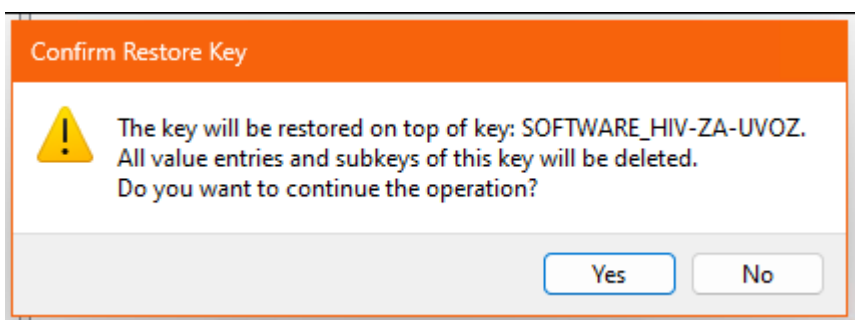 Confirm Restore Key
The key will be restored on top of key: SOFTWARE_HIV-ZA-UVOZ.
All value entries and subkeys of this key will be deleted.
Do you want to continue the operation?
Yes
No